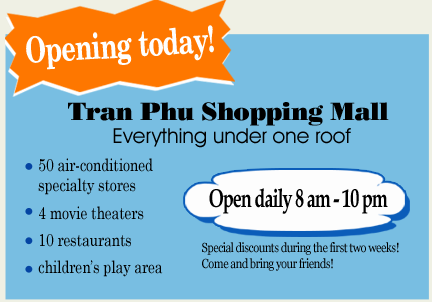 Opening today!
Tran Phu Shopping Mall
Everything under one roof
• 50 air-conditioned
specialty stores
• 4 movie theaters
• 10 restaurants
• children's play area
Open daily 8 am - 10 pm
Special discounts during the first two weeks!
Come and bring your friends!